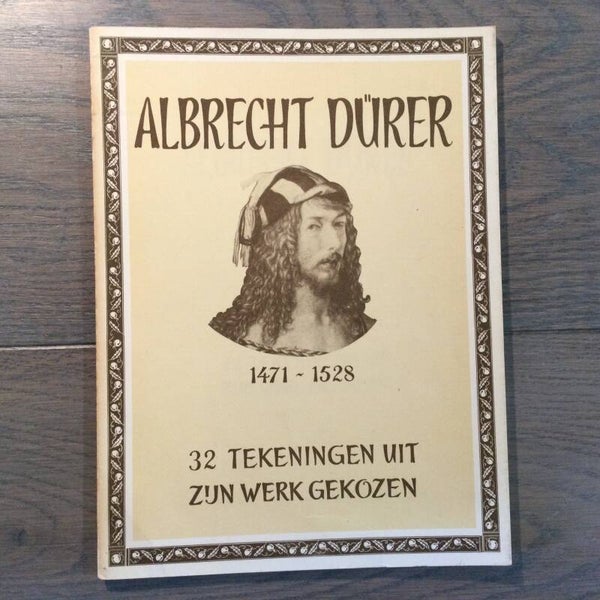 ALBRECHT DÜRER
1471 - 1528
32 TEKENINGEN UIT
ZIJN WERK GEKOZEN